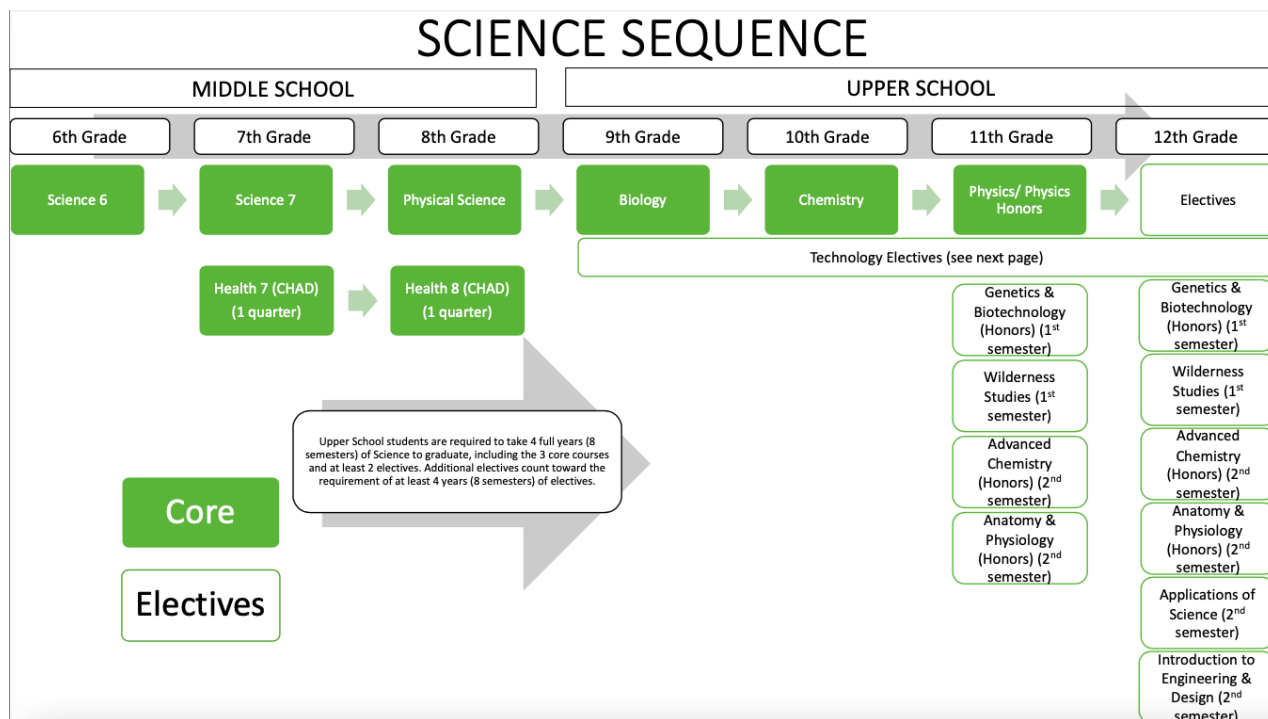 SCIENCE SEQUENCE
MIDDLE SCHOOL
UPPER SCHOOL
6th Grade
7th Grade
8th Grade
9th Grade
10th Grade
11th Grade
12th Grade
Science 6
Science 7
Physical Science
Biology
Chemistry
Physics/ Physics
Honors
Electives
Technology Electives (see next page)
Health 7 (CHAD)
(1 quarter)
Health 8 (CHAD)
(1 quarter)
Genetics &
Biotechnology
(Honors) (1st
semester)
Wilderness
Studies (1st
semester)
Advanced
Chemistry
(Honors) (2nd
semester)
Anatomy &
Physiology
(Honors) (2nd
semester)
Genetics &
Biotechnology
(Honors) (1st
semester)
Wilderness
Studies (1st
semester)
Advanced
Chemistry
(Honors) (2nd
semester)
Anatomy &
Physiology
(Honors) (2nd
semester)
Applications of
Science (2nd
semester)
Introduction to
Engineering &
Design (2nd
semester)
Upper School students are required to take 4 full years (8
semesters) of Science to graduate, including the 3 core courses
and at least 2 electives. Additional electives count toward the
requirement of at least 4 years (8 semesters) of electives.
Core
Electives